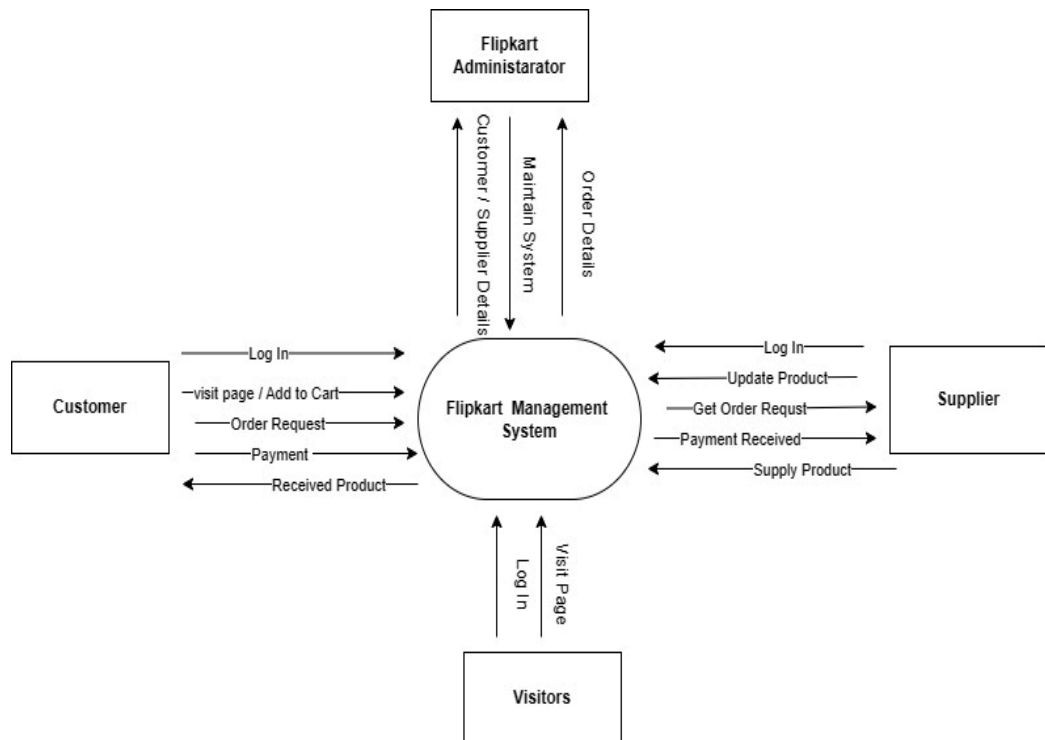 Flipkart
Administarator
Customer / Supplier Details
Maintain System
Order Details
Customer
Log In
visit page / Add to Cart
Order Request
Payment
Received Product
Flipkart Management
System
Log In
Update Product
Get Order Requst
Payment Received
Supply Product
Supplier
Log In
Visit Page
Visitors